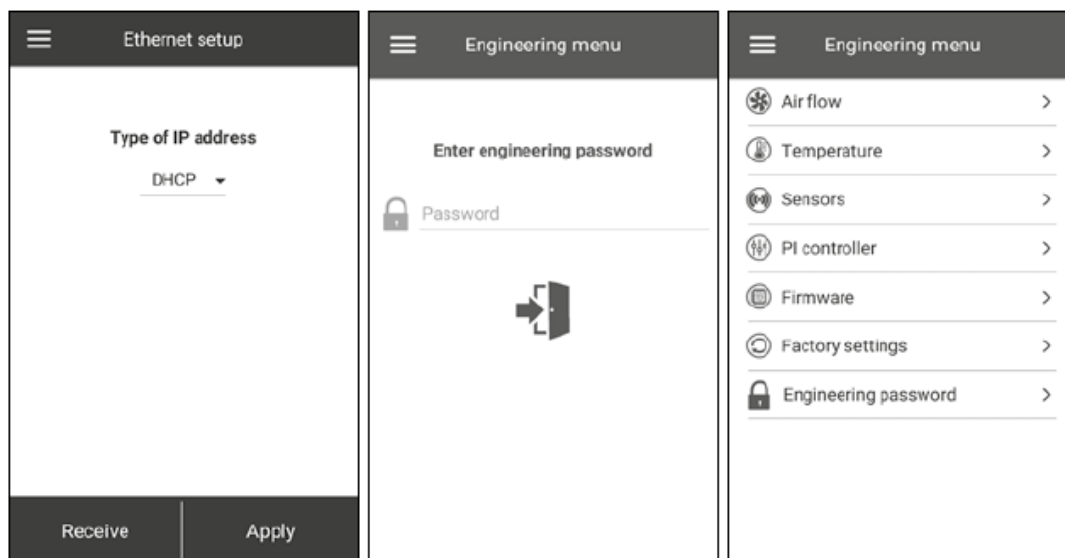 Ethernet setup
Type of IP address
DHCP
Receive
Apply
Engineering menu
Enter engineering password
Password
Engineering menu
Air flow
Temperature
Sensors
PI controller
Firmware
Factory settings
Engineering password